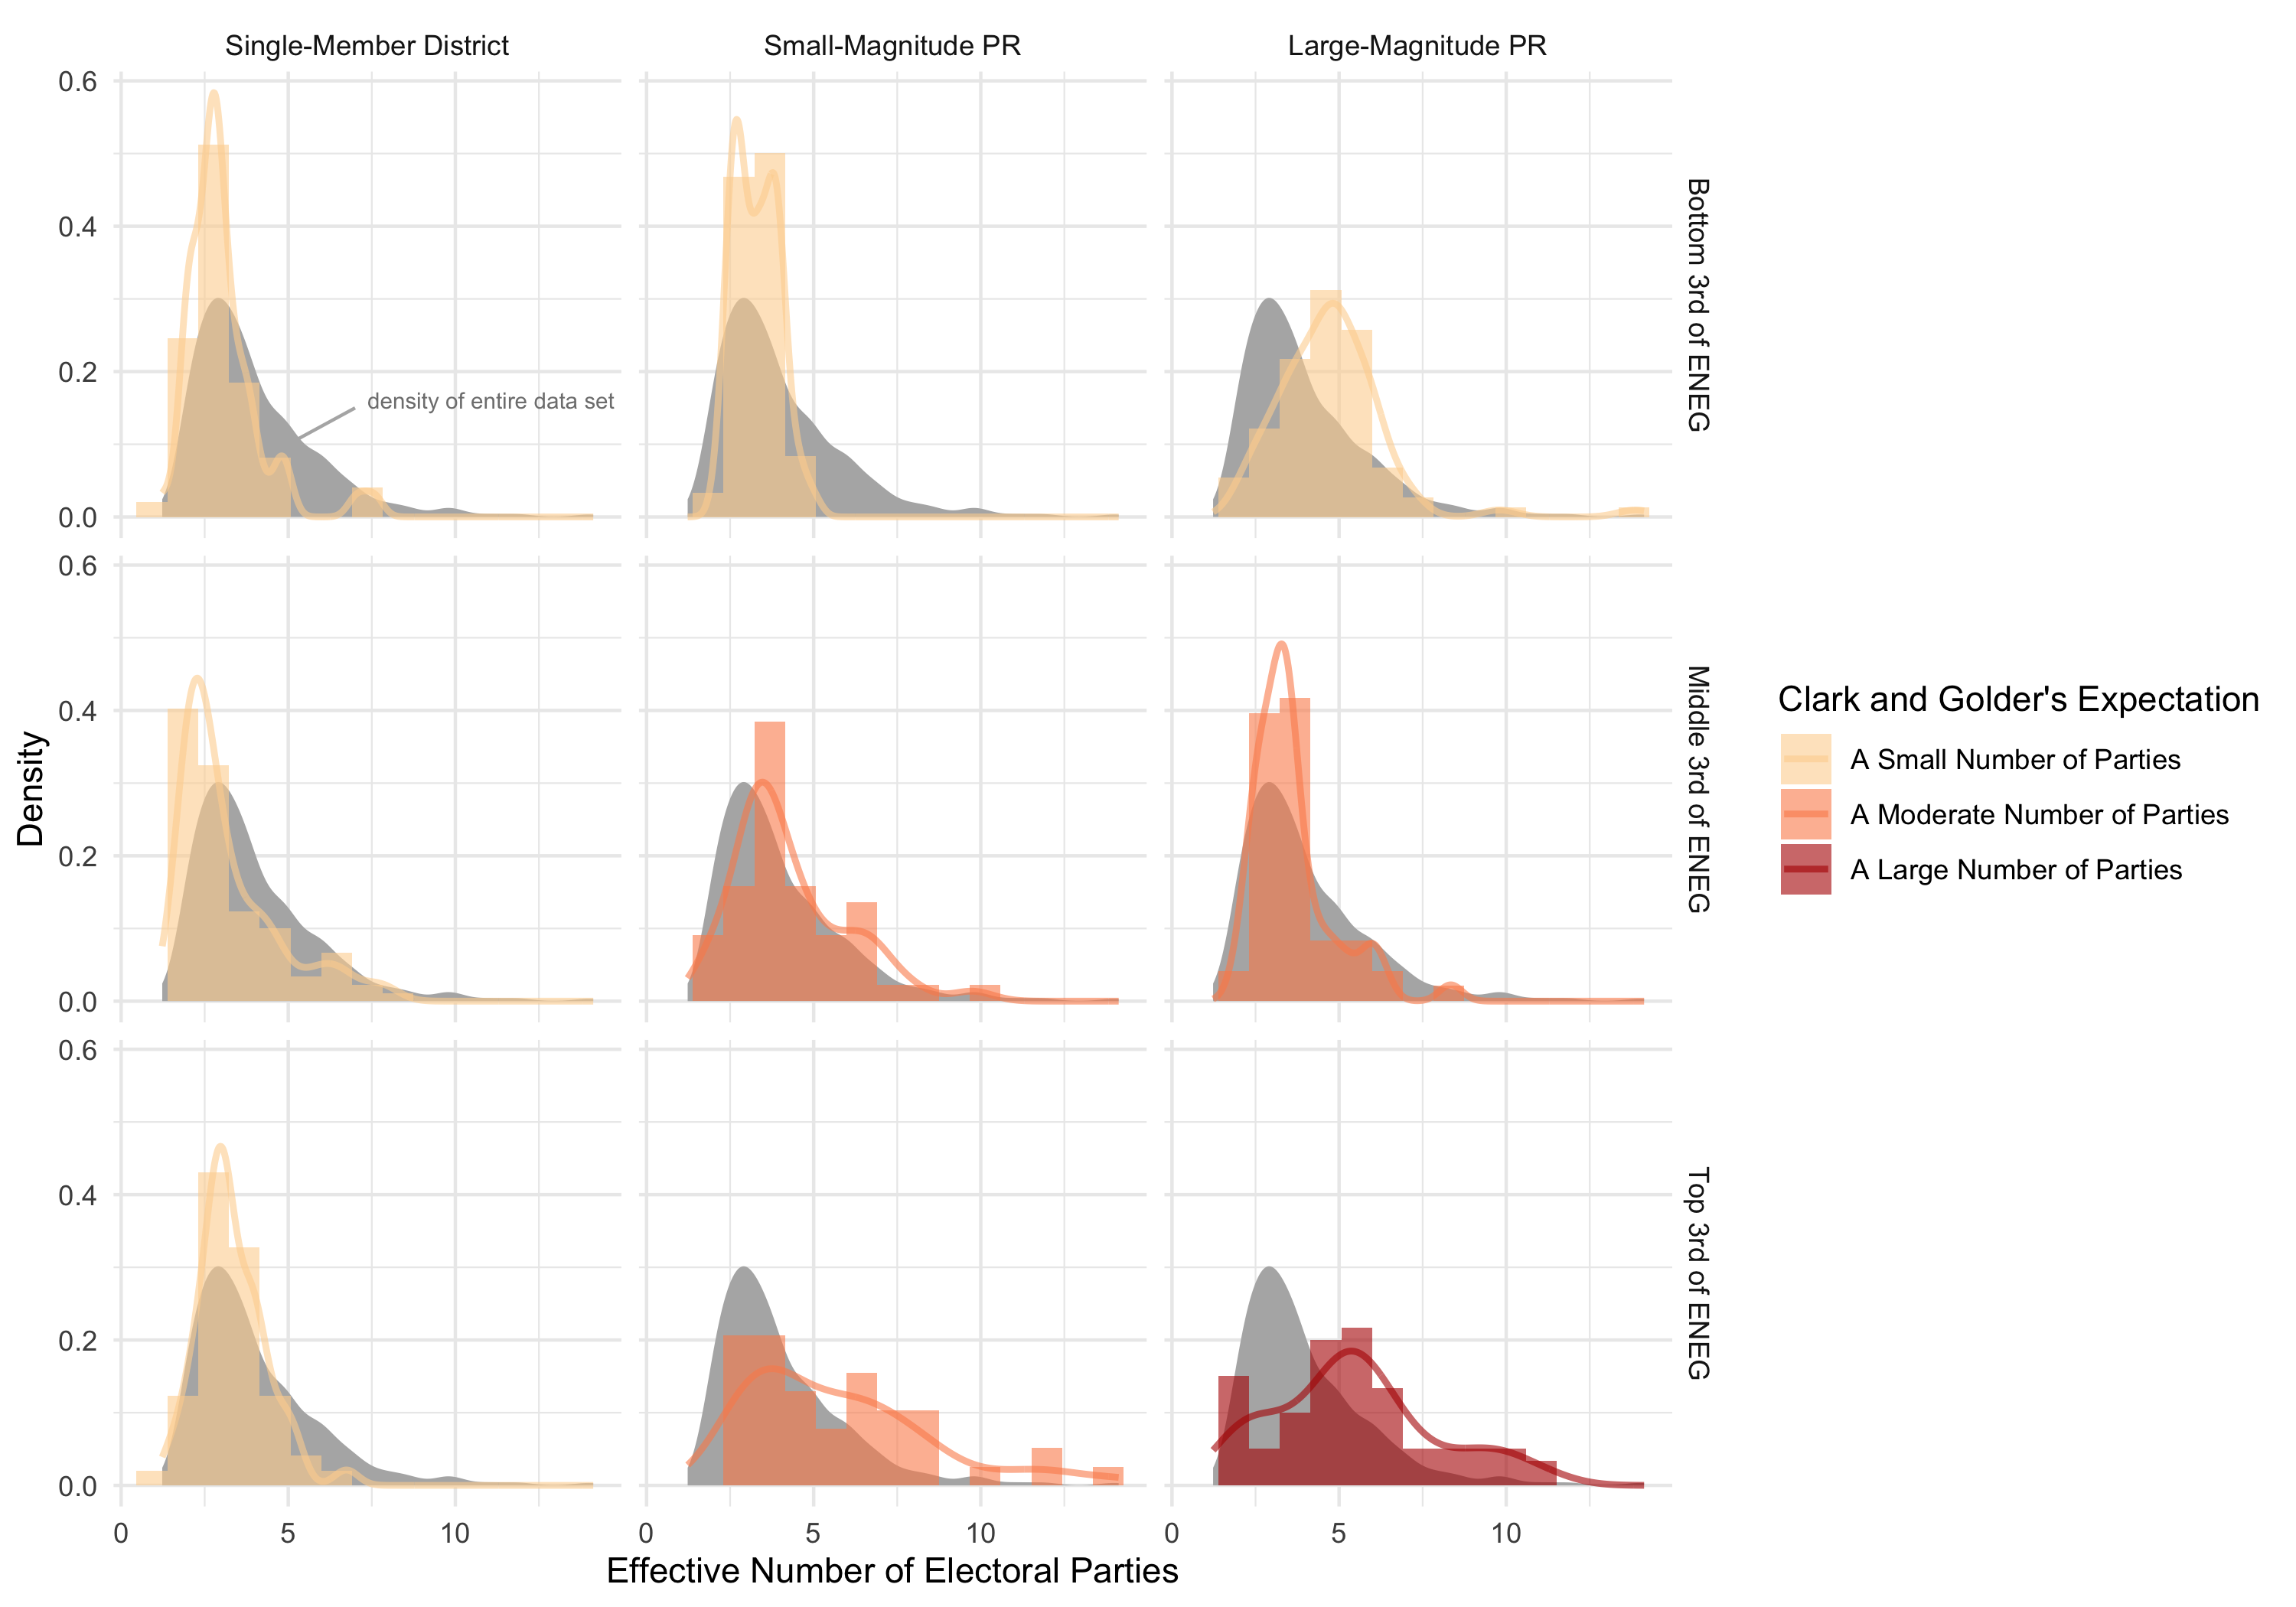 Single-Member District
Small-Magnitude PR
Large-Magnitude PR
0.6
0.4
0.2
0.0
density of entire data set
Bottom 3rd of ENEG
0.6
0.4
0.2
0.0
Middle 3rd of ENEG
0.6
0.4
0.2
0.0
Top 3rd of ENEG
Density
0 5 10
0 5 10
0 5 10
Effective Number of Electoral Parties
Clark and Golder's Expectation
A Small Number of Parties
A Moderate Number of Parties
A Large Number of Parties